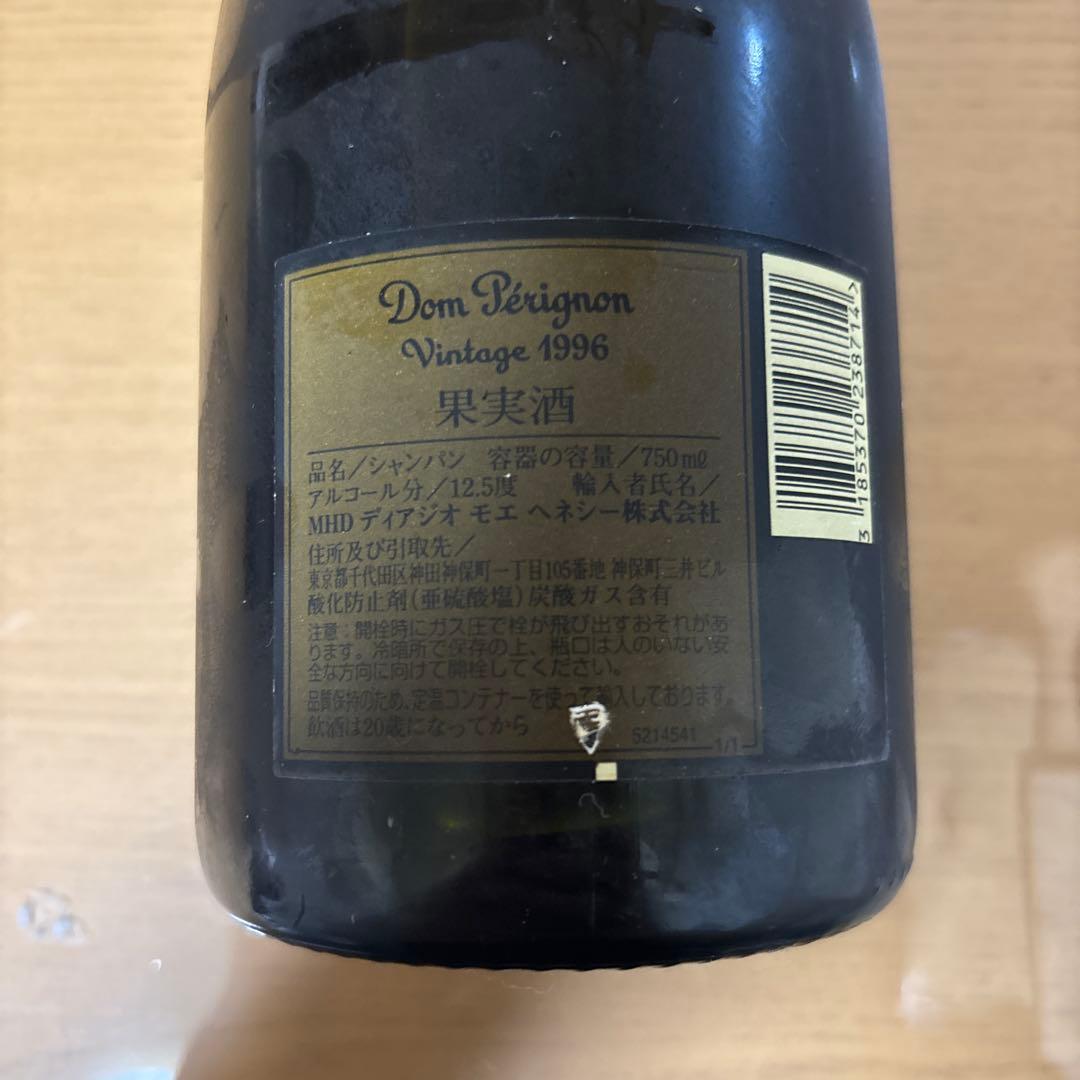 Dom Pérignon
Vintage 1996
果実酒
品名／シャンパン 容器の容量／750mℓ
アルコール分／12.5度 輸入者氏名／
MHD ディアジオ モエ ヘネシー株式会社
住所及び引取先／
東京都千代田区神田神保町一丁目105番地 神保町三井ビル
酸化防止剤(亜硫酸塩)炭酸ガス含有
注意：開栓時にガス圧で栓が飛び出すおそれがあ
ります。冷暗所で保存の上、瓶口は人のいない安
全な方向に向けて開栓してください。
品質保持のため、定温コンテナーを使って輸入しております。
飲酒は20歳になってから
S214541
1/1
3 185370 238714 >